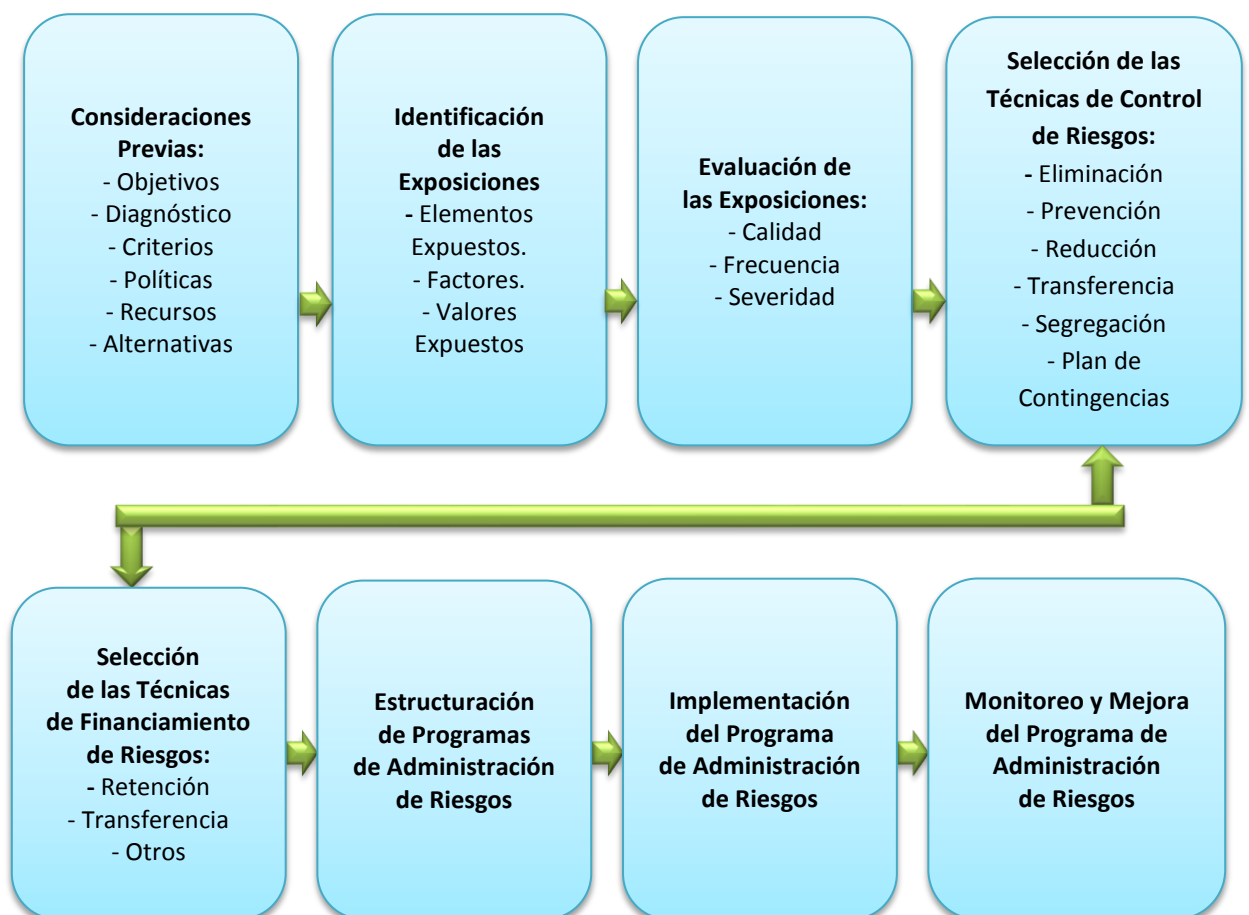 Consideraciones
Previas:
- Objetivos
- Diagnóstico
- Criterios
- Políticas
- Recursos
- Alternativas
Identificación
de las
Exposiciones
- Elementos
Expuestos.
- Factores.
- Valores
Expuestos
Evaluación de
las Exposiciones:
- Calidad
- Frecuencia
- Severidad
Selección de las
Técnicas de Control
de Riesgos:
- Eliminación
- Prevención
- Reducción
- Transferencia
- Segregación
- Plan de
Contingencias
Selección
de las Técnicas
de Financiamiento
de Riesgos:
- Retención
- Transferencia
- Otros
Estructuración
de Programas
de Administración
de Riesgos
Implementación
del Programa
de Administración
de Riesgos
Monitoreo y Mejora
del Programa de
Administración
de Riesgos